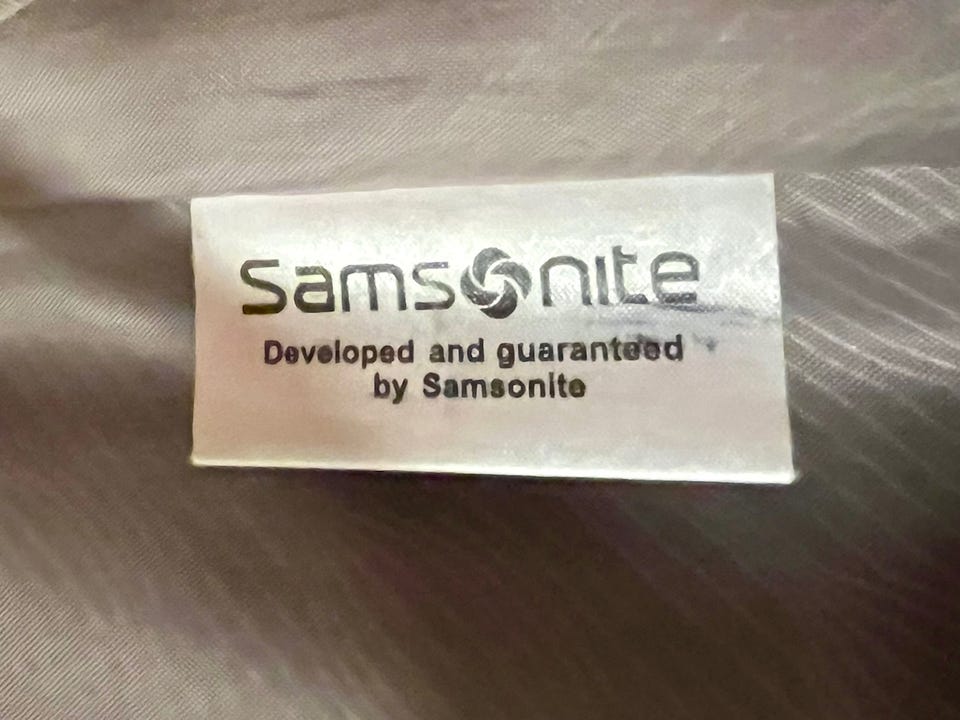 Samsonite
Developed and guaranteed
by Samsonite